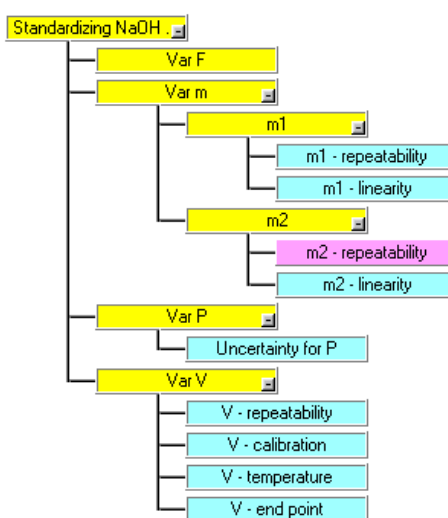 Standardizing NaOH .
Var F
Var m
m1
m1 - repeatability
m1 - linearity
m2
m2 - repeatability
m2 - linearity
Var P
Uncertainty for P
Var V
V - repeatability
V - calibration
V - temperature
V - end point